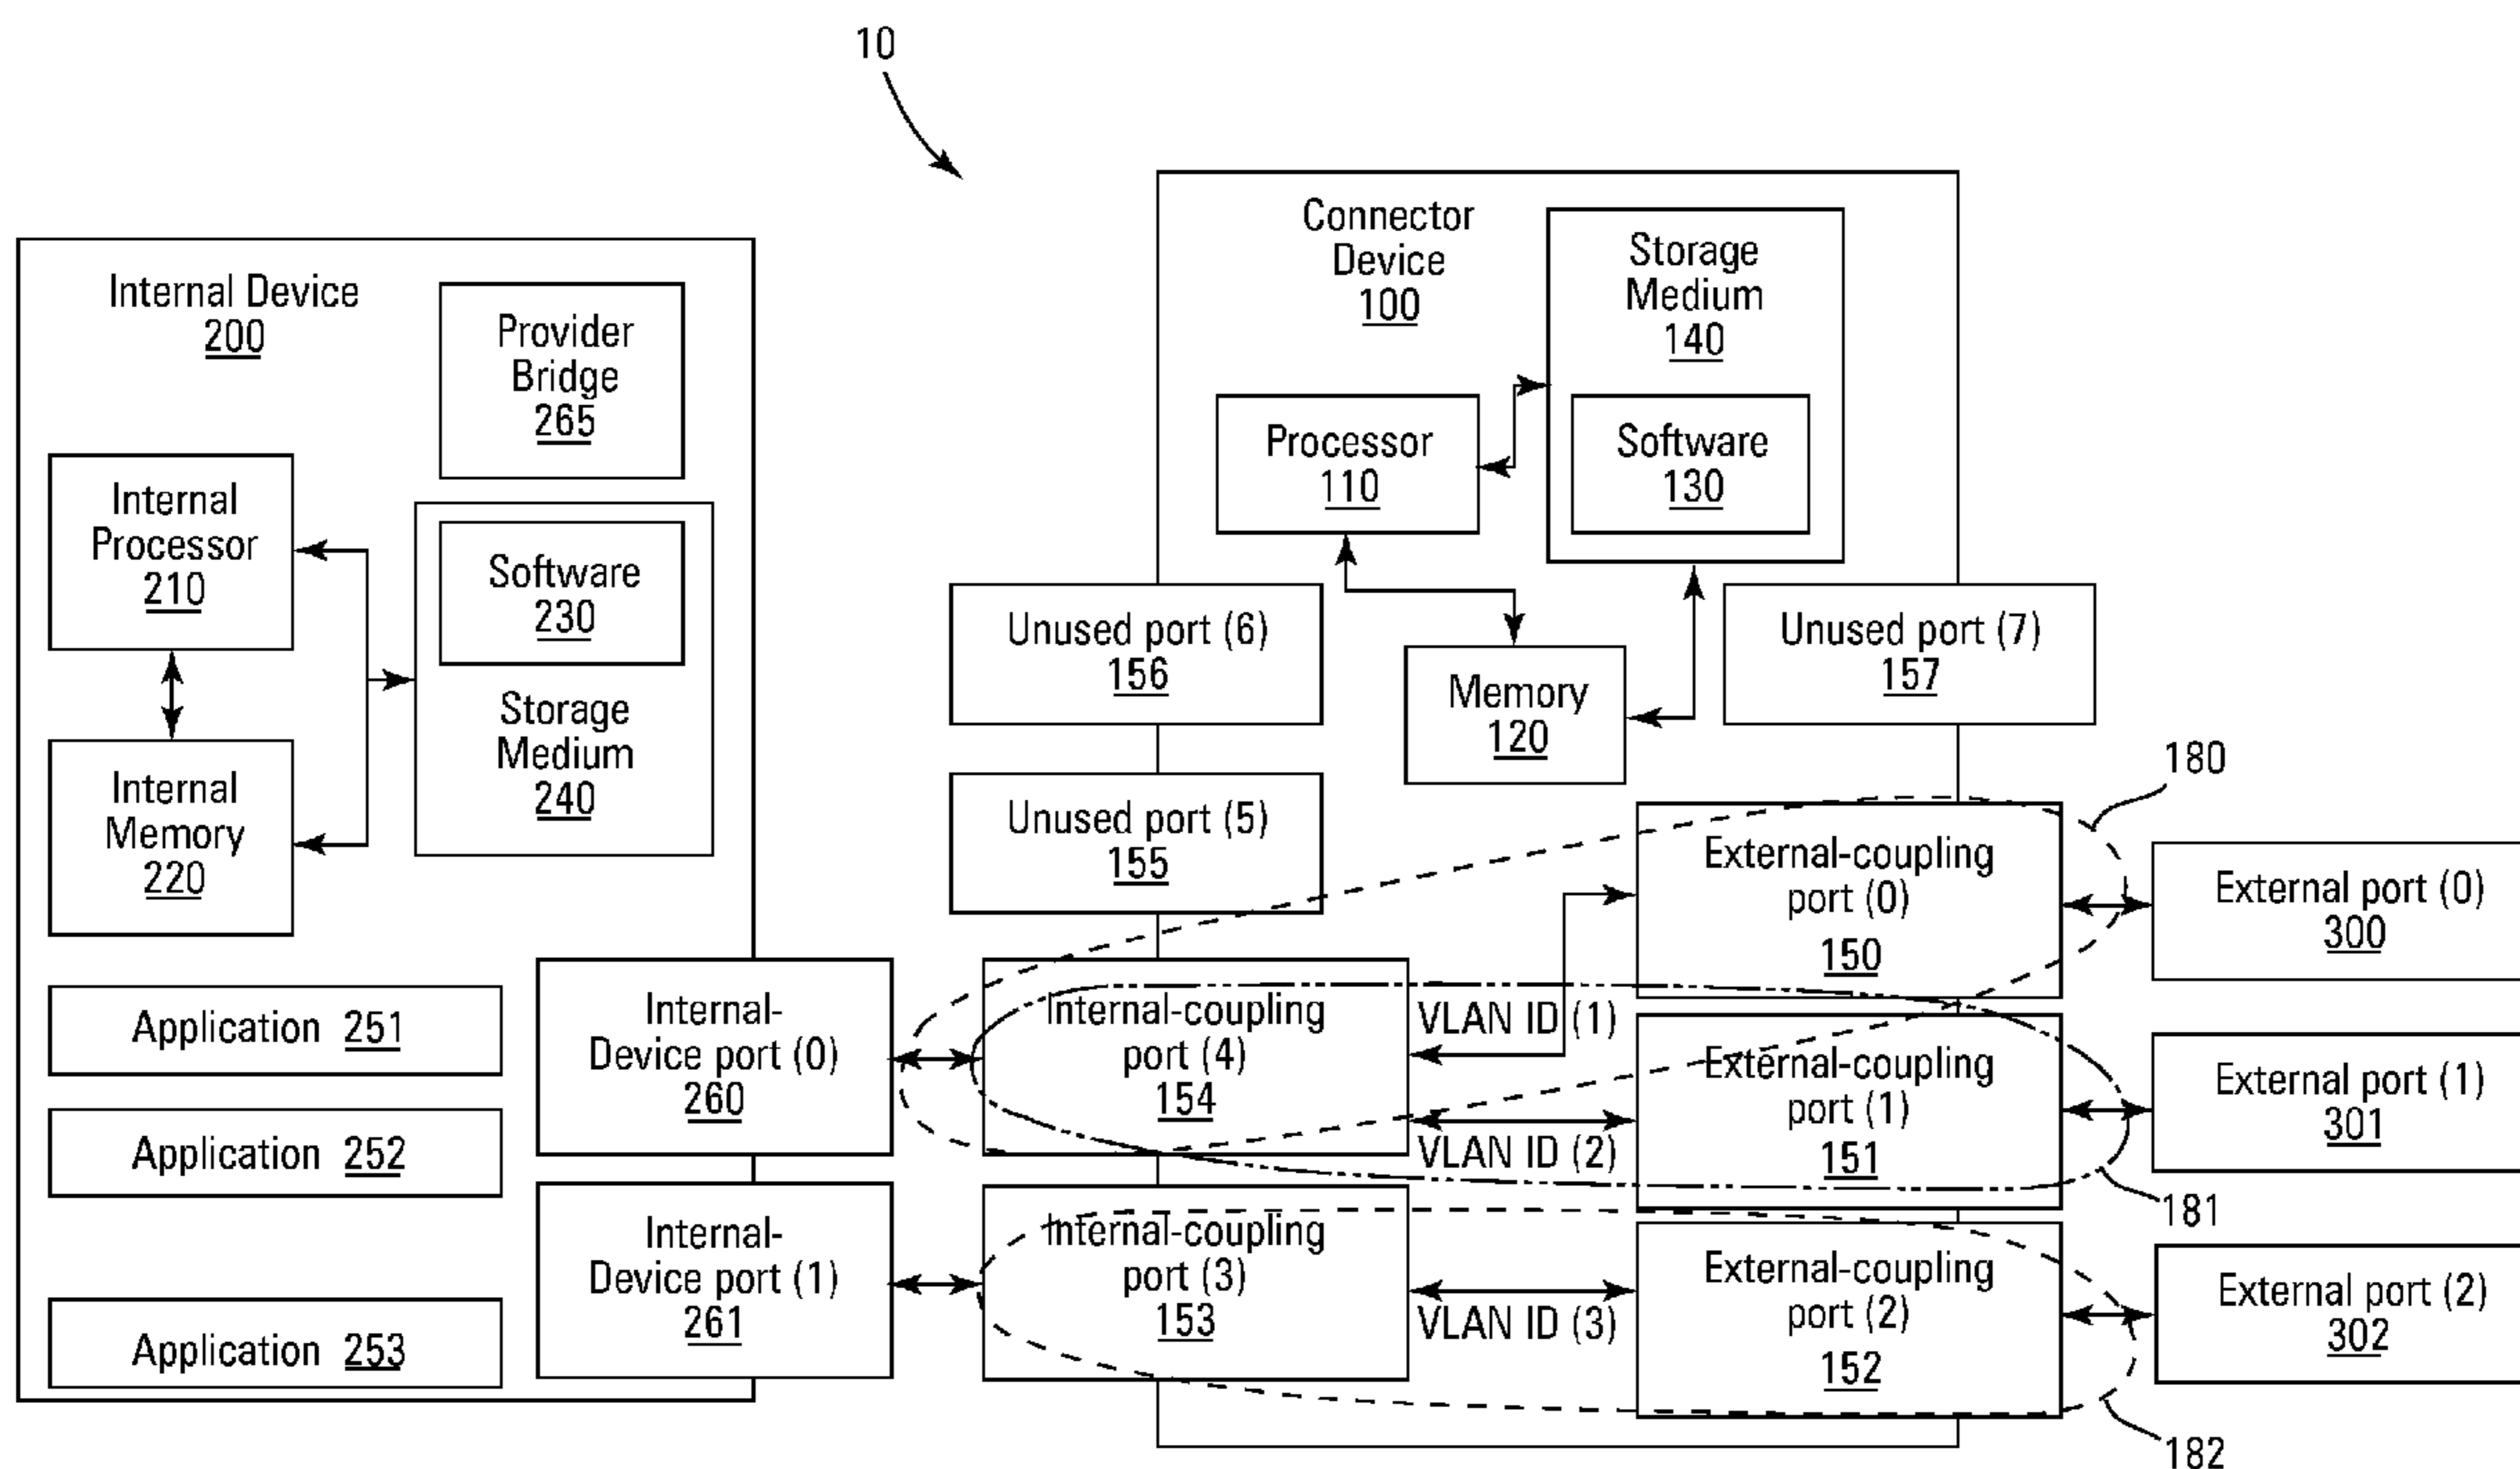 10
Internal Device
200
Provider
Bridge
265
Internal
Processor
210
Software
230
Storage
Medium
240
Internal
Memory
220
Application 251
Application 252
Application 253
Internal-
Device port (0)
260
Internal-
Device port (1)
261
Connector
Device
100
Storage
Medium
140
Software
130
Processor
110
Memory
120
Unused port (6)
156
Unused port (7)
157
Unused port (5)
155
Internal-coupling
port (4)
154
Internal-coupling
port (3)
153
VLAN ID (1)
VLAN ID (2)
VLAN ID (3)
External-coupling
port (0)
150
External-coupling
port (1)
151
External-coupling
port (2)
152
180
External port (0)
300
External port (1)
301
181
External port (2)
302
182